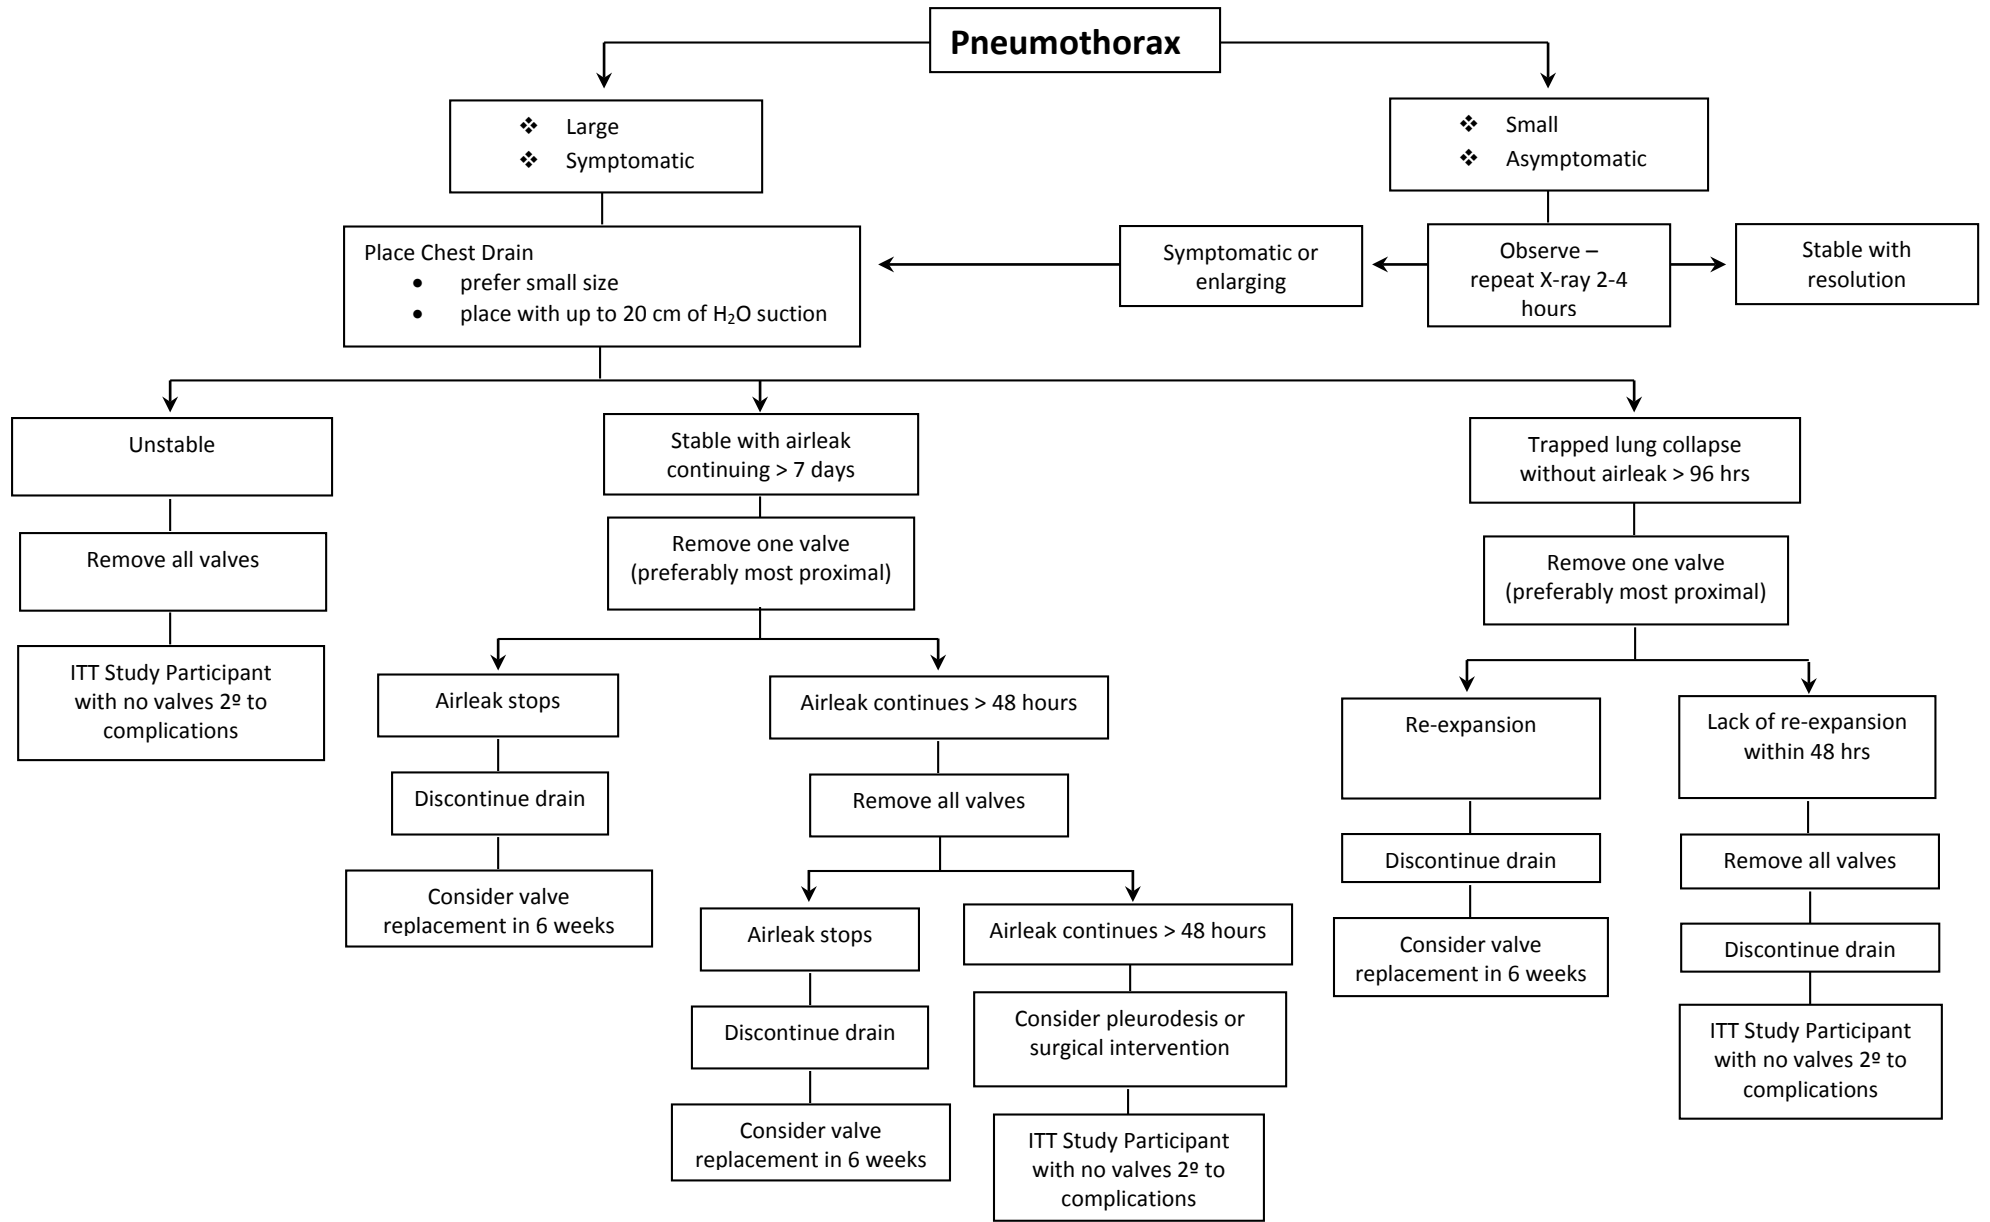 Pneumothorax
❖ Large
❖ Symptomatic
❖ Small
❖ Asymptomatic
Place Chest Drain
• prefer small size
• place with up to 20 cm of H₂O suction
Symptomatic or
enlarging
Observe –
repeat X-ray 2-4
hours
Stable with
resolution
Unstable
Remove all valves
ITT Study Participant
with no valves 2º to
complications
Stable with airleak
continuing > 7 days
Remove one valve
(preferably most proximal)
Airleak stops
Discontinue drain
Consider valve
replacement in 6 weeks
Airleak continues > 48 hours
Remove all valves
Airleak stops
Discontinue drain
Consider valve
replacement in 6 weeks
Airleak continues > 48 hours
Consider pleurodesis or
surgical intervention
ITT Study Participant
with no valves 2º to
complications
Trapped lung collapse
without airleak > 96 hrs
Remove one valve
(preferably most proximal)
Re-expansion
Discontinue drain
Consider valve
replacement in 6 weeks
Lack of re-expansion
within 48 hrs
Remove all valves
Discontinue drain
ITT Study Participant
with no valves 2º to
complications